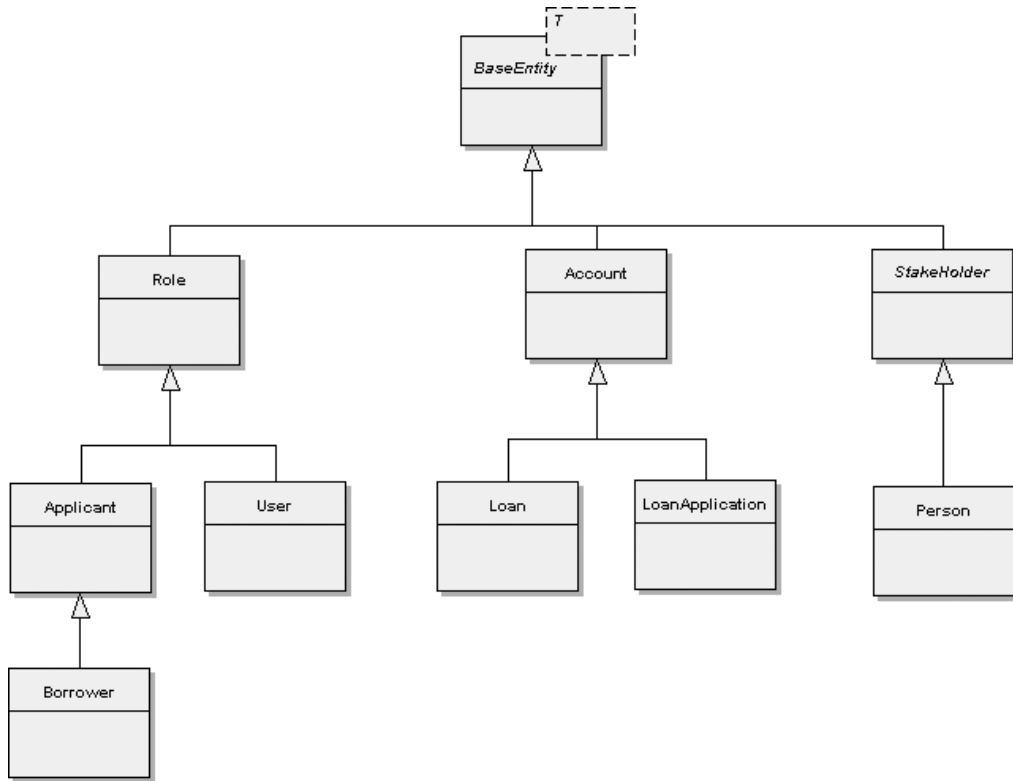 T
BaseEntity
Role
Account
StakeHolder
Applicant
User
Loan
LoanApplication
Person
Borrower